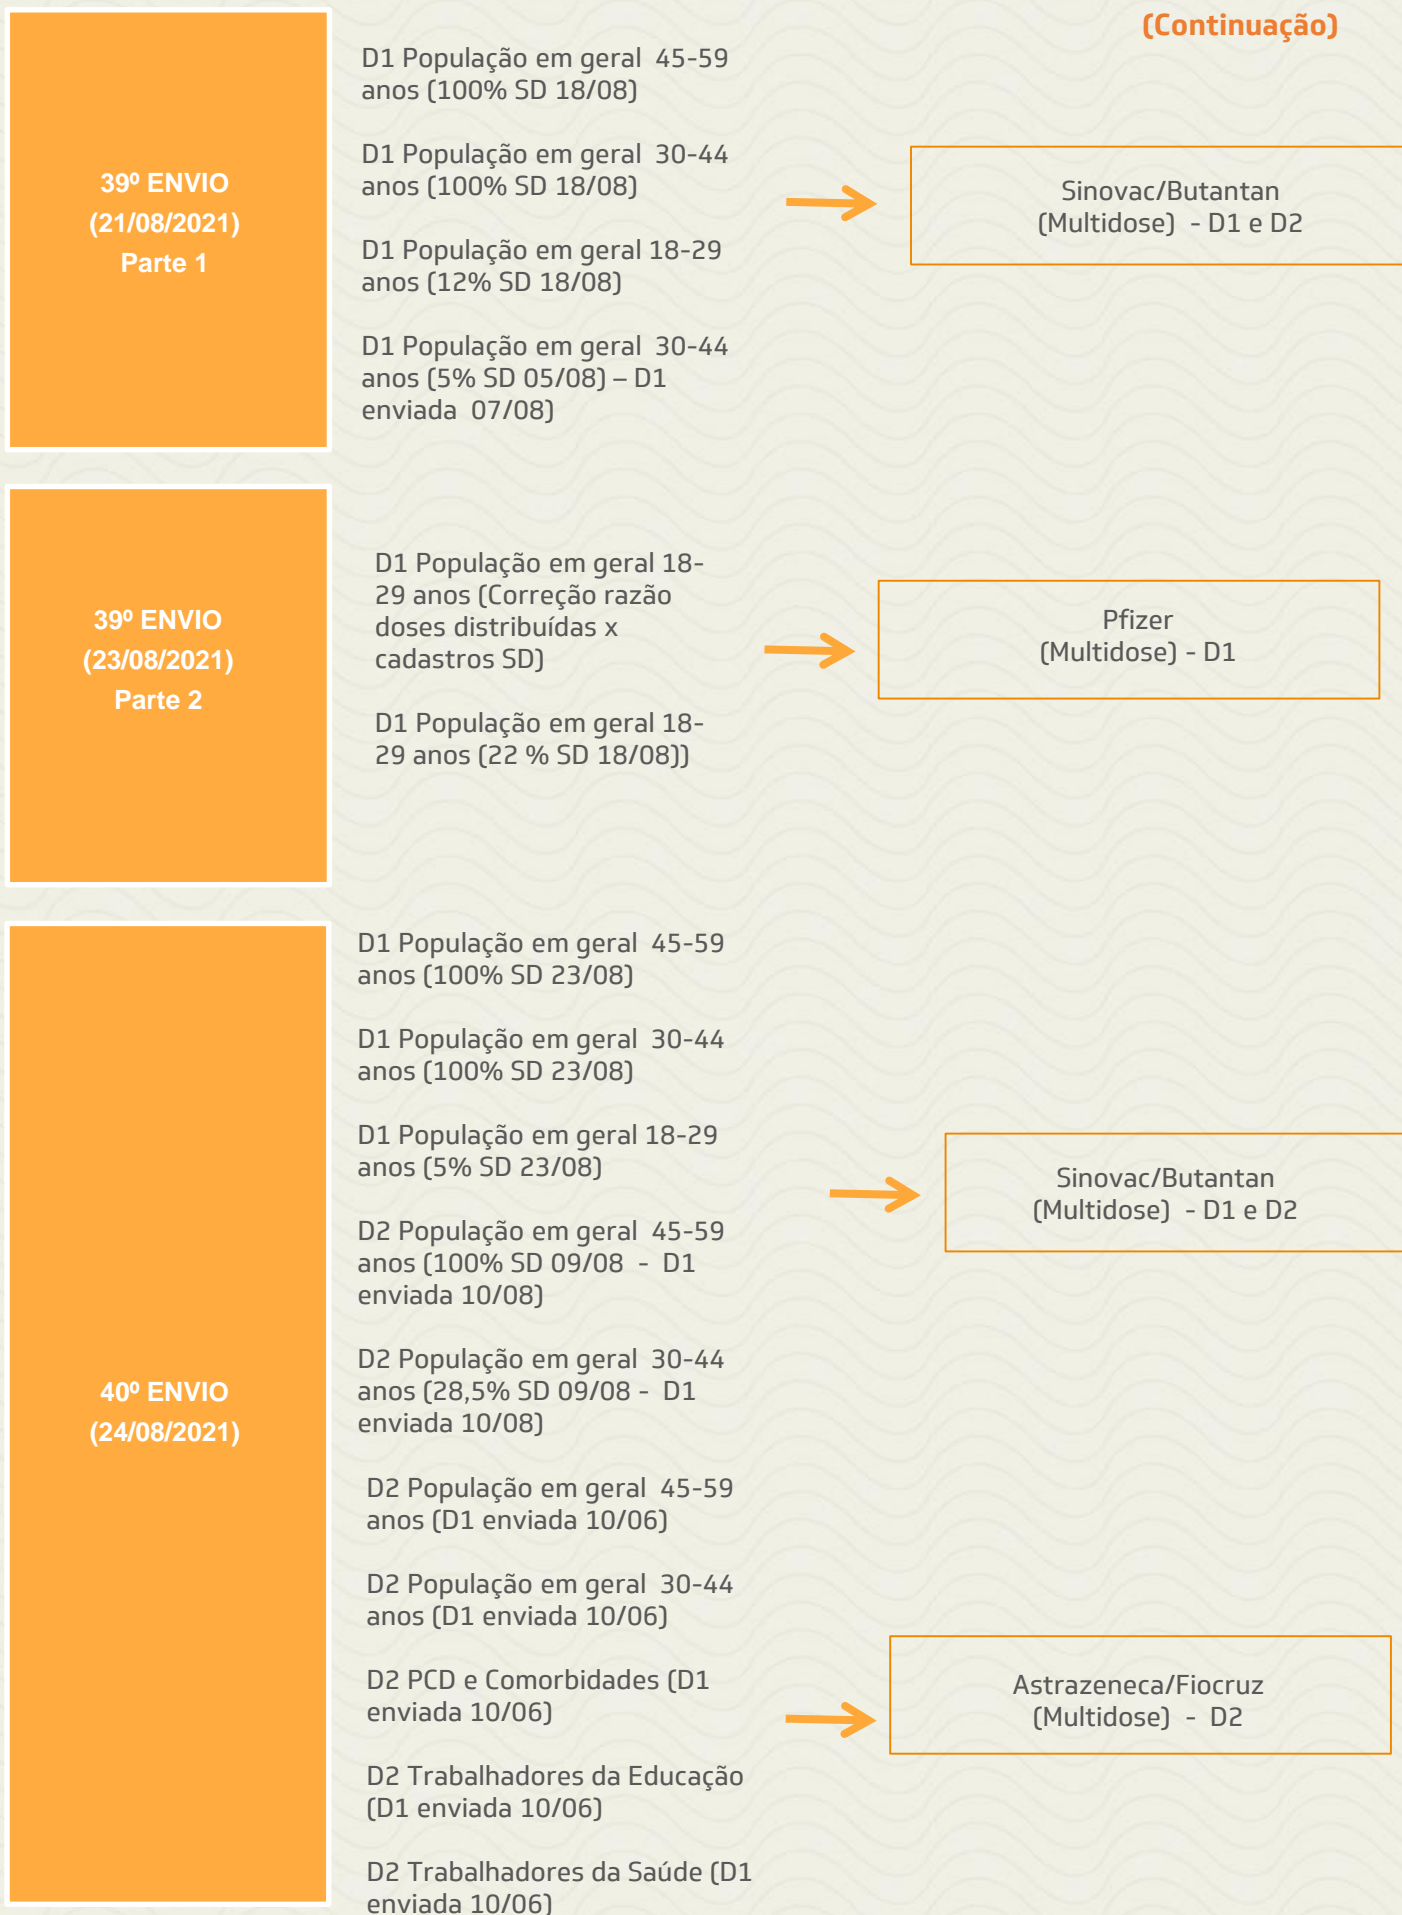 (Continuação)
39º ENVIO
(21/08/2021)
Parte 1
D1 População em geral 45-59
anos (100% SD 18/08)
D1 População em geral 30-44
anos (100% SD 18/08)
D1 População em geral 18-29
anos (12% SD 18/08)
D1 População em geral 30-44
anos (5% SD 05/08) – D1
enviada 07/08)
Sinovac/Butantan
(Multidose) - D1 e D2
39º ENVIO
(23/08/2021)
Parte 2
D1 População em geral 18-
29 anos (Correção razão
doses distribuídas x
cadastros SD)
D1 População em geral 18-
29 anos (22 % SD 18/08))
Pfizer
(Multidose) - D1
40º ENVIO
(24/08/2021)
D1 População em geral 45-59
anos (100% SD 23/08)
D1 População em geral 30-44
anos (100% SD 23/08)
D1 População em geral 18-29
anos (5% SD 23/08)
D2 População em geral 45-59
anos (100% SD 09/08 - D1
enviada 10/08)
D2 População em geral 30-44
anos (28,5% SD 09/08 - D1
enviada 10/08)
Sinovac/Butantan
(Multidose) - D1 e D2
D2 População em geral 45-59
anos (D1 enviada 10/06)
D2 População em geral 30-44
anos (D1 enviada 10/06)
D2 PCD e Comorbidades (D1
enviada 10/06)
D2 Trabalhadores da Educação
(D1 enviada 10/06)
D2 Trabalhadores da Saúde (D1
enviada 10/06)
Astrazeneca/Fiocruz
(Multidose) - D2